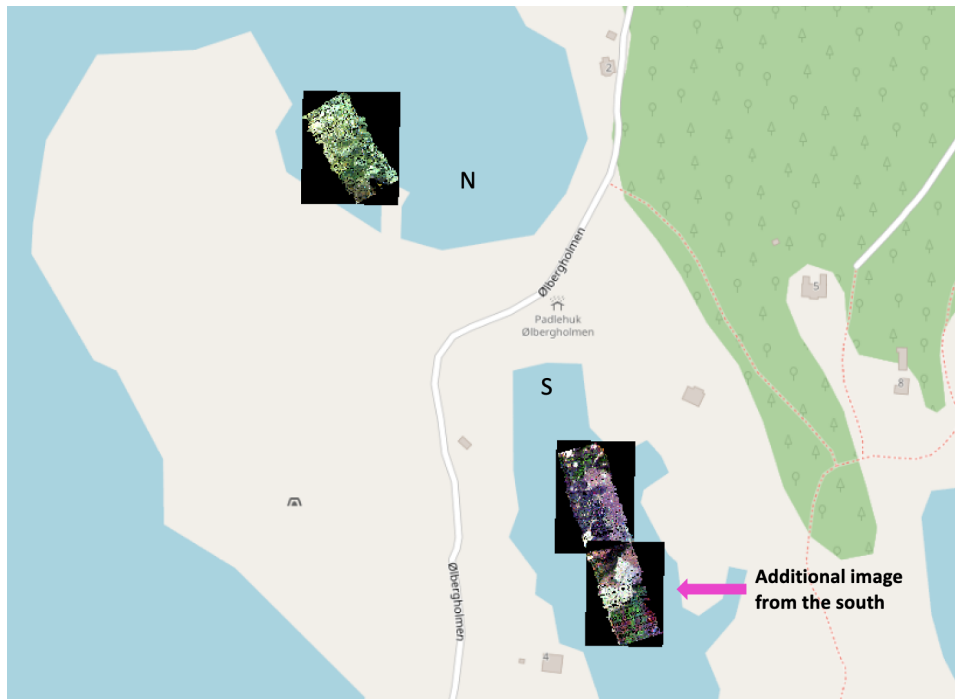 2
N
Ølbergholmen
5
Padlehuk
Ølbergholmen
8
S
Ølbergholmen
Additional image
from the south
4